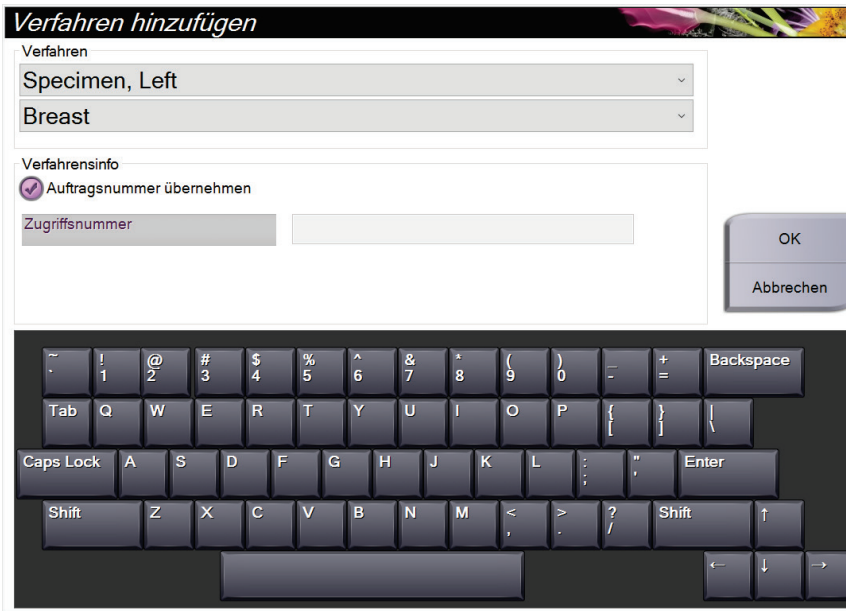 Verfahren hinzufügen
Verfahren
Specimen, Left
Breast
Verfahrensinfo
Auftragsnummer übernehmen
Zugriffsnummer
OK
Abbrechen
~ ! @ # $ % ^ & * ( ) _ + Backspace
` 1 2 3 4 5 6 7 8 9 0 - =
Tab Q W E R T Y U I O P { } |
[ ] \
Caps Lock A S D F G H J K L : " Enter
; '
Shift Z X C V B N M < > ? Shift ↑
, . /
← ↓ →